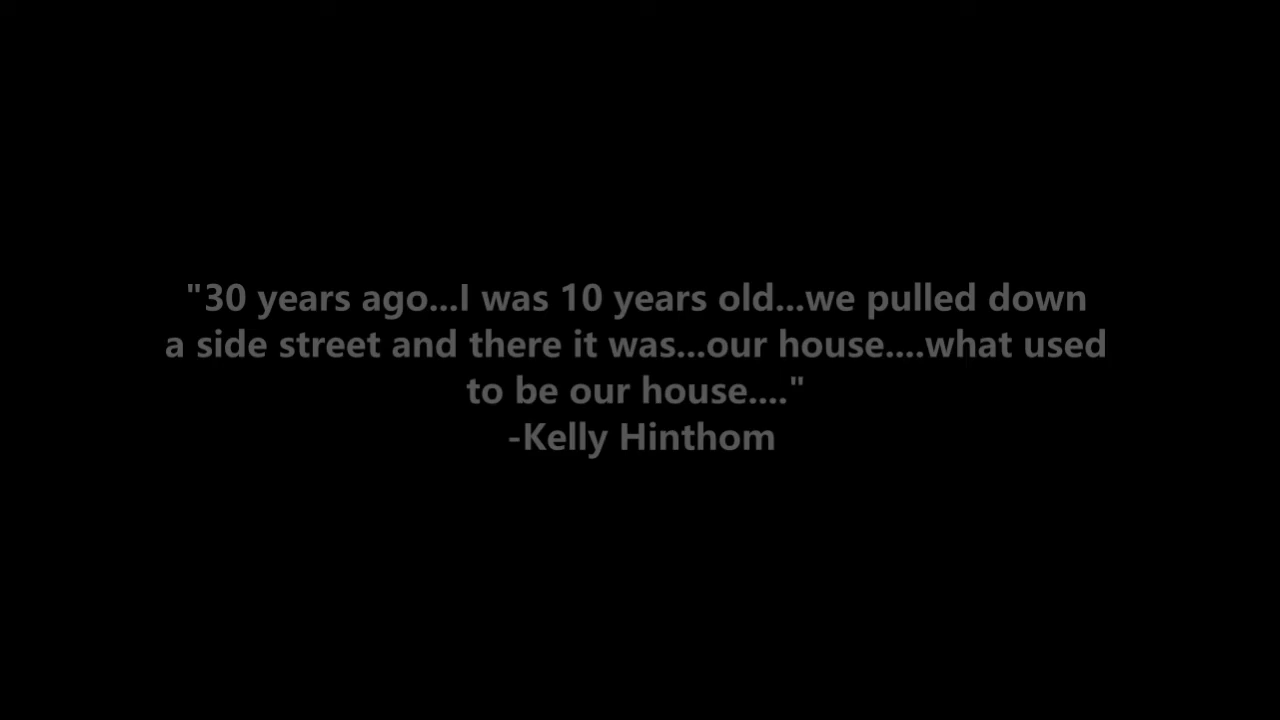 "30 years ago...I was 10 years old...we pulled down
a side street and there it was...our house....what used
to be our house...."
-Kelly Hinthom